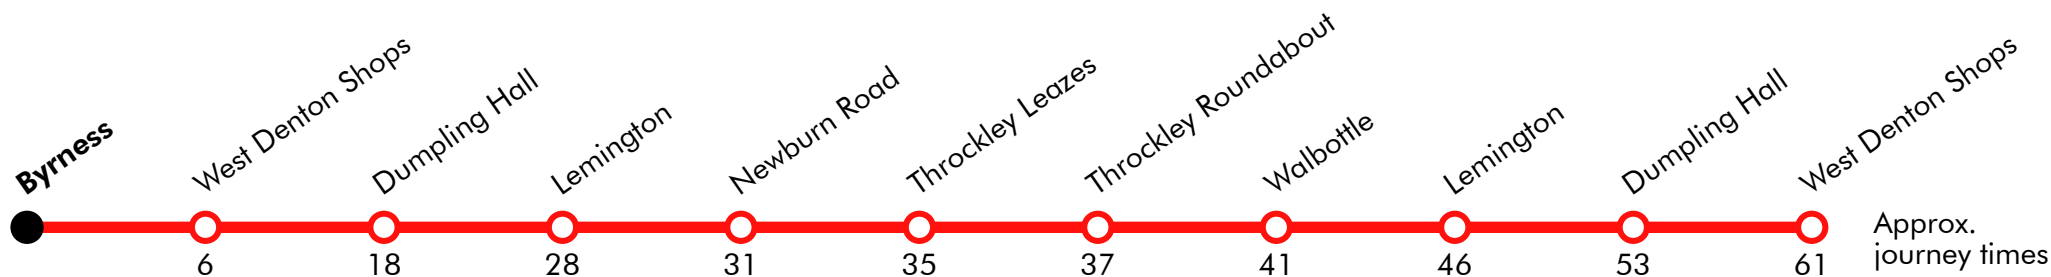 Byrness
West Denton Shops
Dumpling Hall
Lemington
Newburn Road
Throckley Leazes
Throckley Roundabout
Walbottle
Lemington
Dumpling Hall
West Denton Shops
6
18
28
31
35
37
41
46
53
61
Approx.
journey times